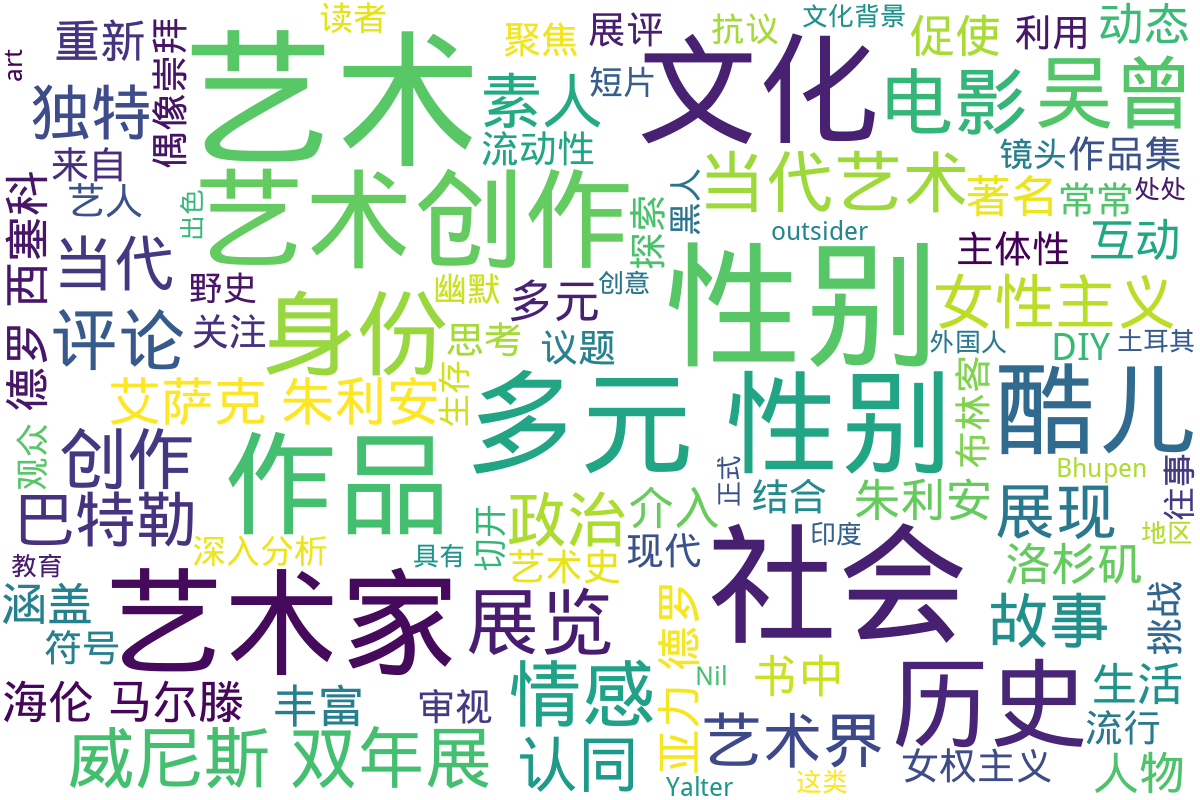 读者
文化背景
重新
偶像崇拜
艺术
聚焦
展评
抗议
促使
利用
动态
art
独特
素人
短片
文化
电影
吴曾
来自
流动性
镜头
作品集
西塞科
艺人
出色
艺术创作
探索
黑人
当代艺术
著名
常常
处处
当代
outsider
主体性
互动
野史
身份
幽默
多元
创意
性别
女性主义
德罗
评论
关注
思考
议题
外国人
DIY
土耳其
艾萨克
朱利安
生存
多元
性别
布林客
酷儿
观众
创作
作品
正式
Bhupen
往事
巴特勒
切开
政治
介入
结合
朱利安
展现
地区
深入分析
具有
艺术史
现代
印度
教育
社会
洛杉矶
涵盖
艺术家
展览
德罗
故事
挑战
符号
情感
Nil
书中
历史
生活
海伦
马尔滕
丰富
审视
亚力
艺术界
流行
威尼斯
双年展
认同
女权主义
人物
Yalter
这类